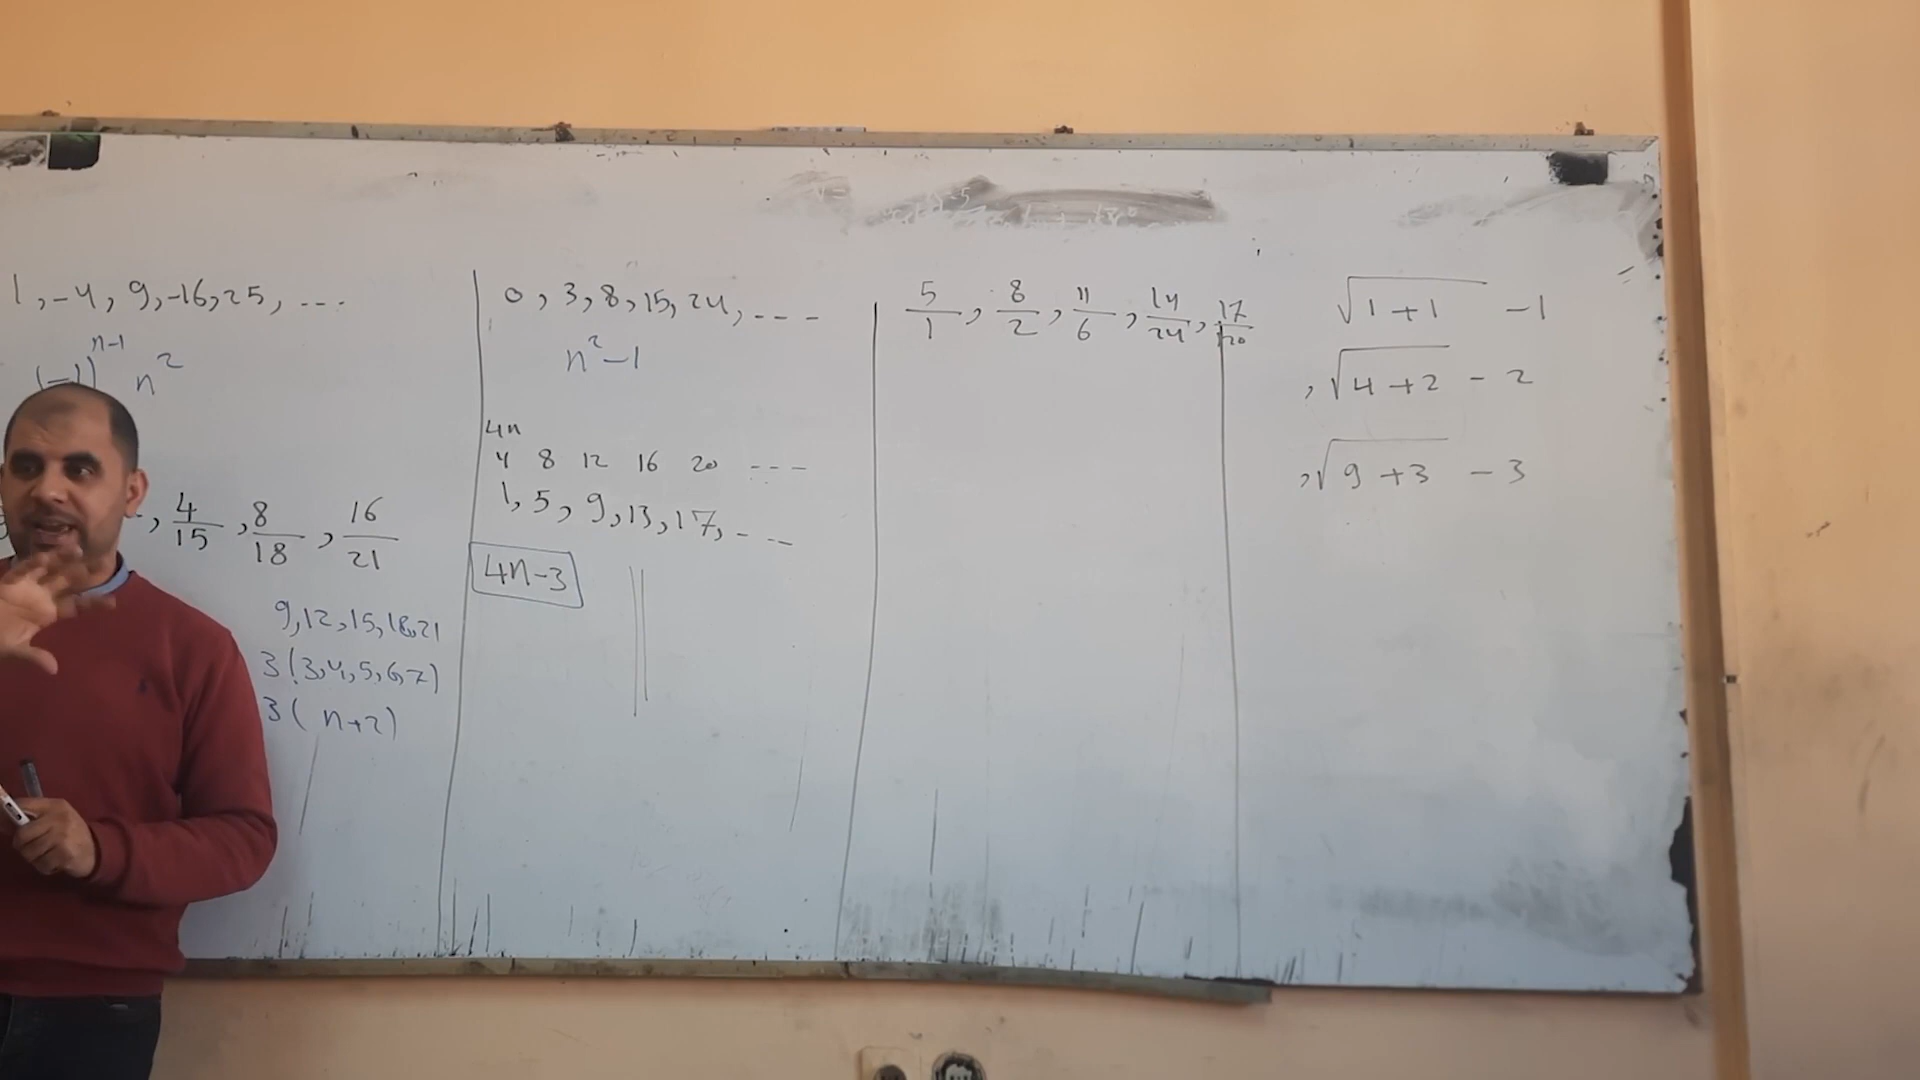 1, -4, 9, -16, 25, ...
(-1)^{n-1} n^2
, 4/15, 8/18, 16/21
9, 12, 15, 18, 21
3(3, 4, 5, 6, 7)
3( n+2)
0, 3, 8, 15, 24, ----
n^2-1
4n
4 8 12 16 20 ---
1, 5, 9, 13, 17, ---
4n-3
5/1, 8/2, 11/6, 14/24, 17/120
√(1+1) -1
, √(4+2) - 2
, √(9+3) - 3